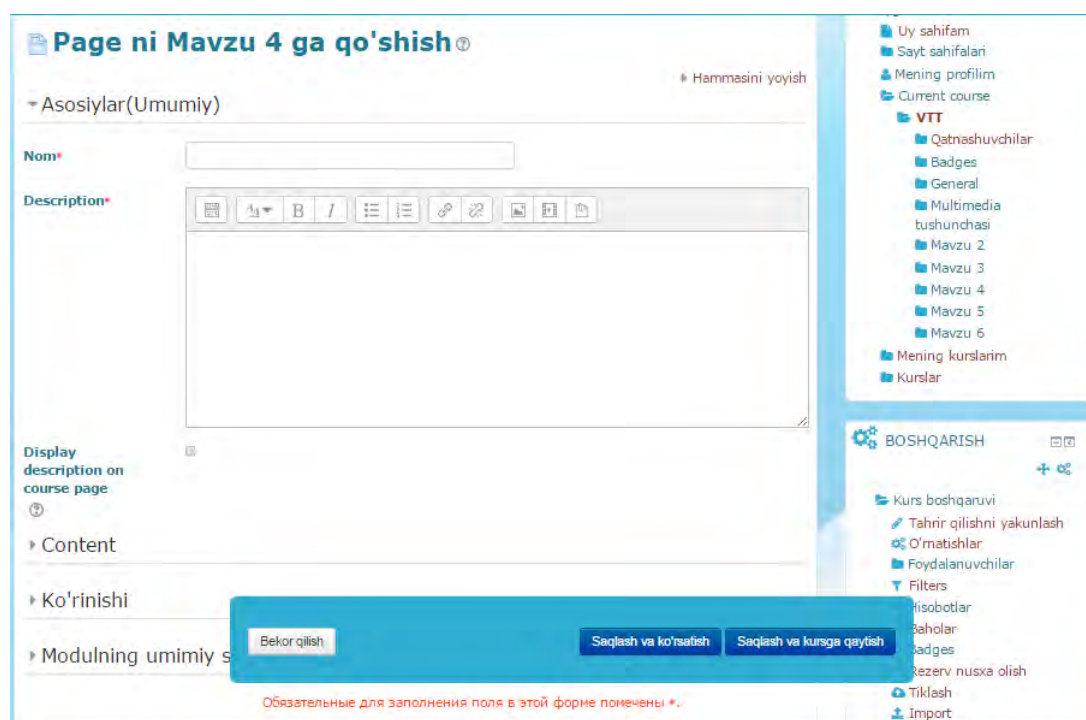 Page ni Mavzu 4 ga qo'shish
Hammasini yoyish
Asosiylar(Umumiy)
Nom*
Description*
B I
Display
description on
course page
Content
Ko'rinishi
Modulning umimiy s
Bekor qilish
Saqlash va ko'rsatish
Saqlash va kursga qaytish
Обязательные для заполнения поля в этой форме помечены *.
Uy sahifam
Sayt sahifalari
Mening profilim
Current course
VTT
Qatnashuvchilar
Badges
General
Multimedia
tushunchasi
Mavzu 2
Mavzu 3
Mavzu 4
Mavzu 5
Mavzu 6
Mening kurslarim
Kurslar
BOSHQARISH
Kurs boshqaruvi
Tahrir qilishni yakunlash
O'rnatishlar
Foydalanuvchilar
Filters
Hisobotlar
Baholar
Badges
Rezerv nusxa olish
Tiklash
Import